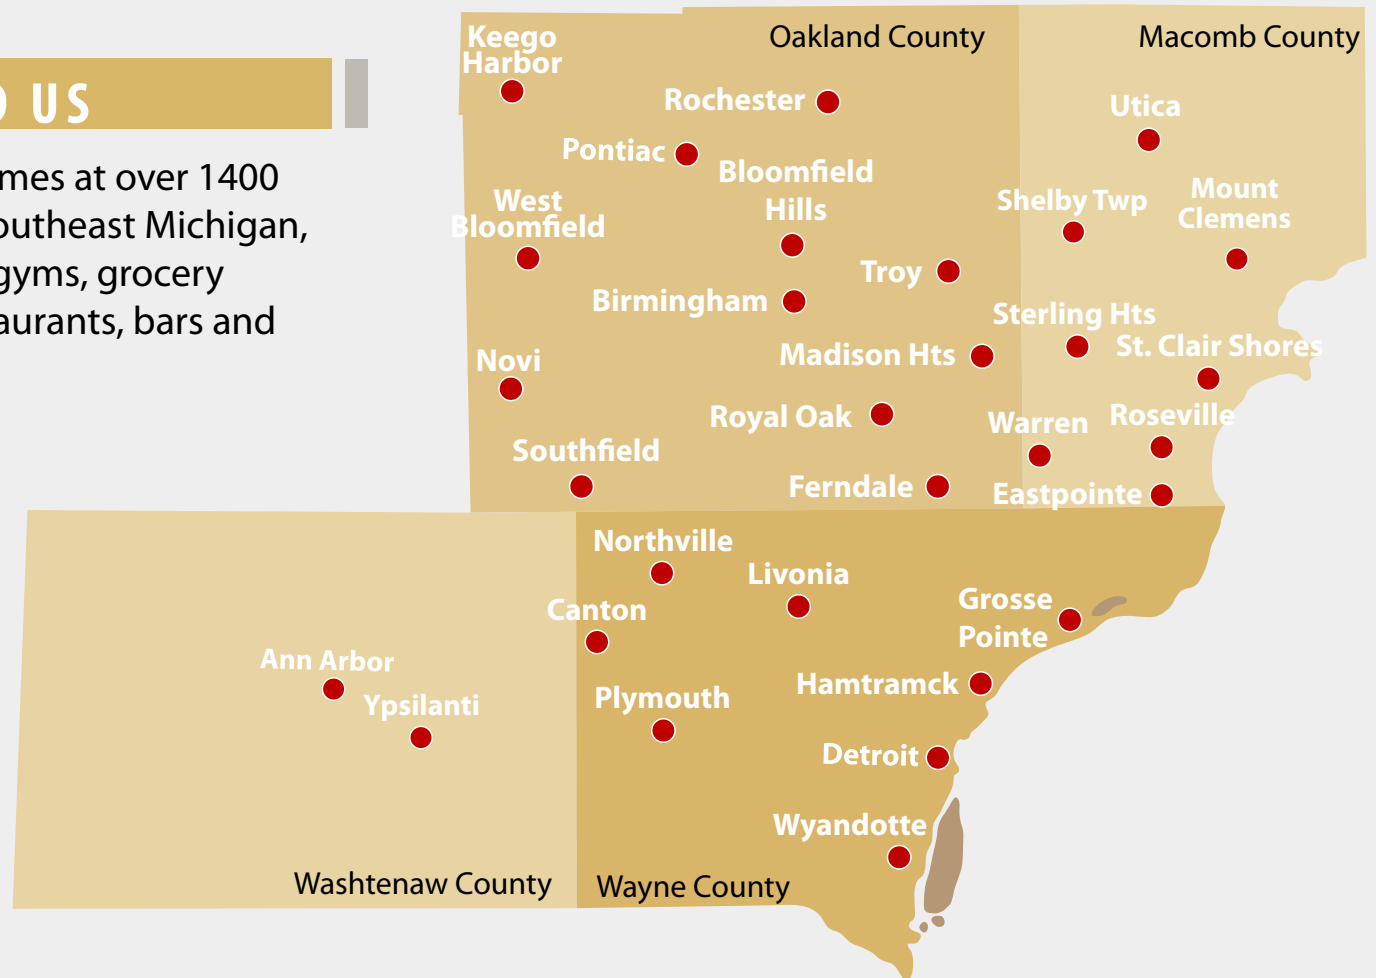 US
mes at over 1400
outheast Michigan,
gyms, grocery
aurants, bars and
Oakland County
Macomb County
Keego
Harbor
Rochester
Utica
Pontiac
Bloomfield
Hills
West
Bloomfield
Shelby Twp
Mount
Clemens
Troy
Birmingham
Sterling Hts
St. Clair Shores
Madison Hts
Novi
Royal Oak
Warren
Roseville
Southfield
Ferndale
Eastpointe
Northville
Livonia
Canton
Grosse
Pointe
Ann Arbor
Ypsilanti
Plymouth
Hamtramck
Detroit
Wyandotte
Washtenaw County
Wayne County